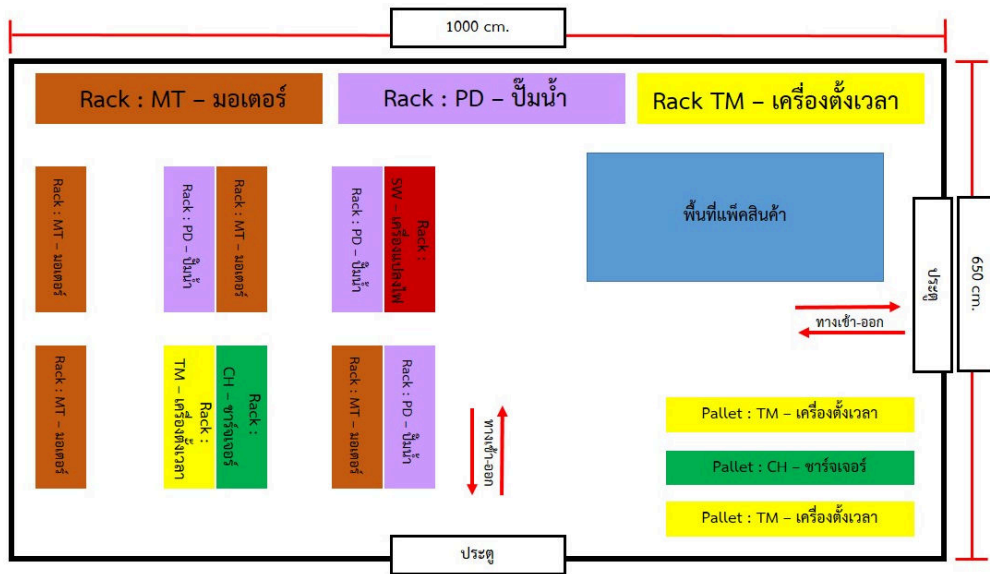 1000 cm.
Rack : MT – มอเตอร์
Rack : PD – ปั๊มน้ำ
Rack TM – เครื่องตั้งเวลา
Rack : MT – มอเตอร์
Rack : PD – ปั๊มน้ำ
Rack : MT – มอเตอร์
Rack : PD – ปั๊มน้ำ
Rack :
SW – เครื่องแปลงไฟ
พื้นที่แพ็คสินค้า
ประตู
650 cm.
ทางเข้า-ออก
Rack : MT – มอเตอร์
Rack :
TM – เครื่องตั้งเวลา
Rack :
CH – ชาร์จเจอร์
Rack : MT – มอเตอร์
Rack : PD – ปั๊มน้ำ
ทางเข้า-ออก
Pallet : TM – เครื่องตั้งเวลา
Pallet : CH – ชาร์จเจอร์
Pallet : TM – เครื่องตั้งเวลา
ประตู